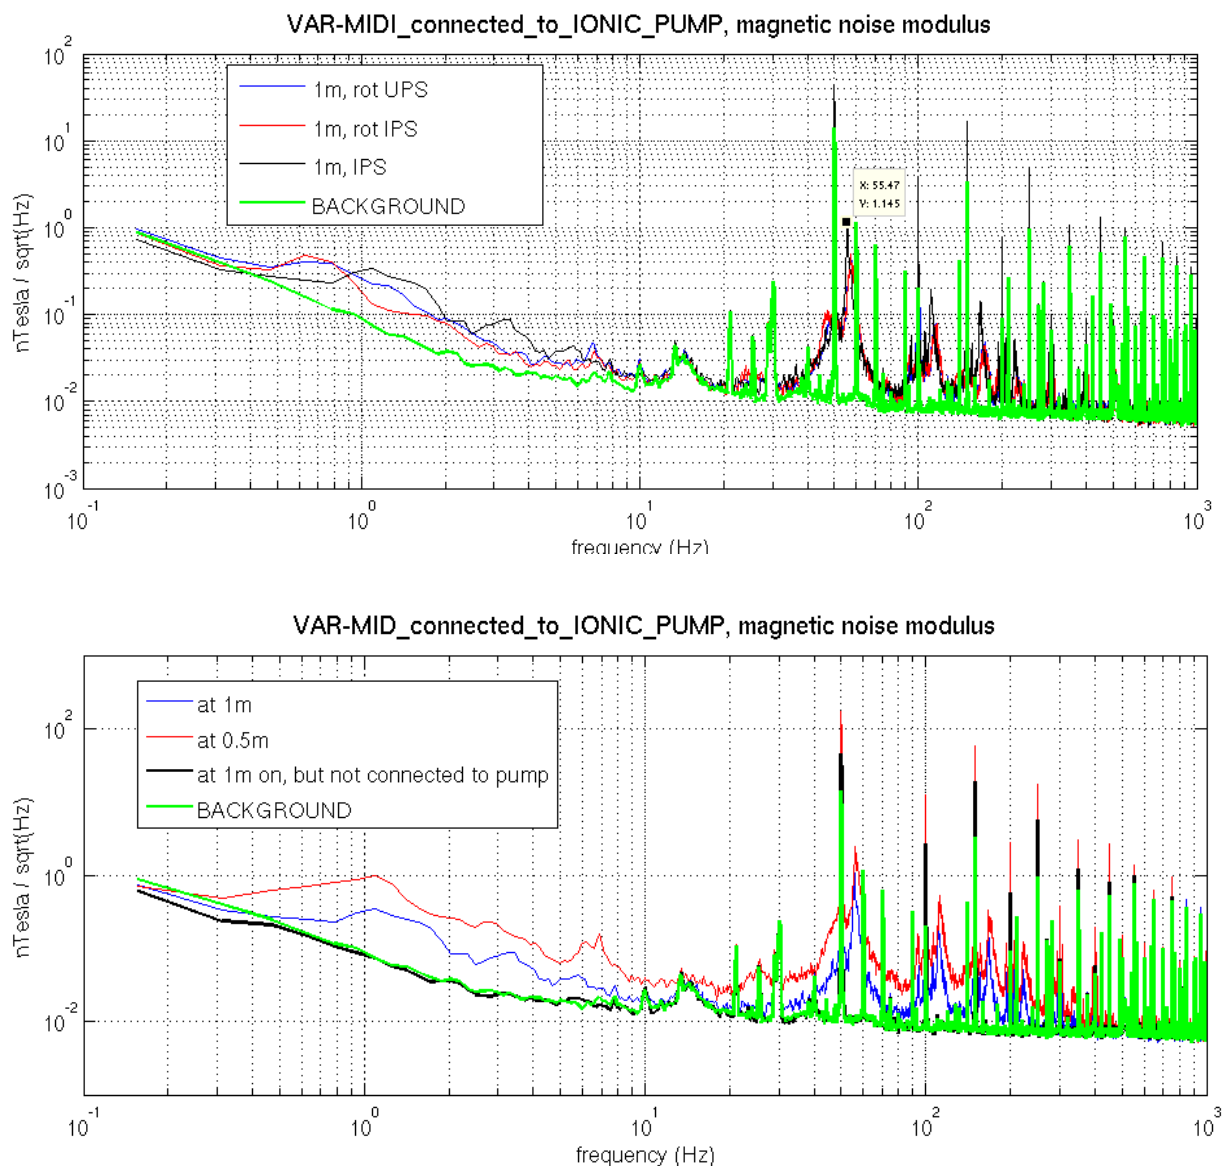 VAR-MIDI_connected_to_IONIC_PUMP, magnetic noise modulus
10^2
10^1
10^0
10^-1
10^-2
10^-3
nTesla / sqrt(Hz)
1m, rot UPS
1m, rot IPS
1m, IPS
BACKGROUND
X: 55.47
Y: 1.145
10^-1
10^0
10^1
10^2
10^3
frequency (Hz)
VAR-MID_connected_to_IONIC_PUMP, magnetic noise modulus
10^2
10^0
10^-2
nTesla / sqrt(Hz)
at 1m
at 0.5m
at 1m on, but not connected to pump
BACKGROUND
10^-1
10^0
10^1
10^2
10^3
frequency (Hz)